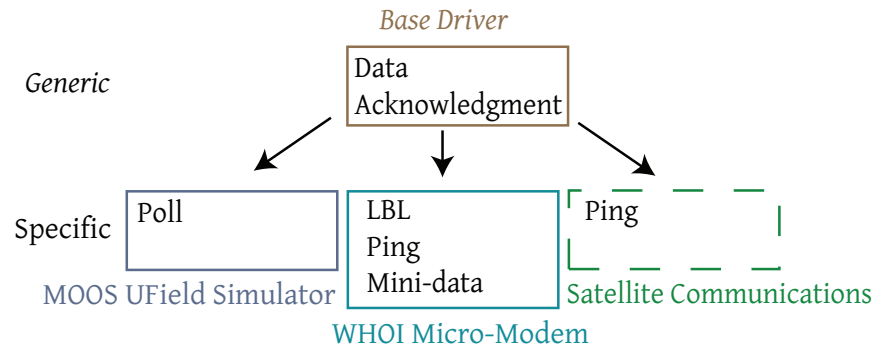 Base Driver
Generic
Data
Acknowledgment
Specific
Poll
LBL
Ping
Mini-data
Ping
MOOS UField Simulator
Satellite Communications
WHOI Micro-Modem